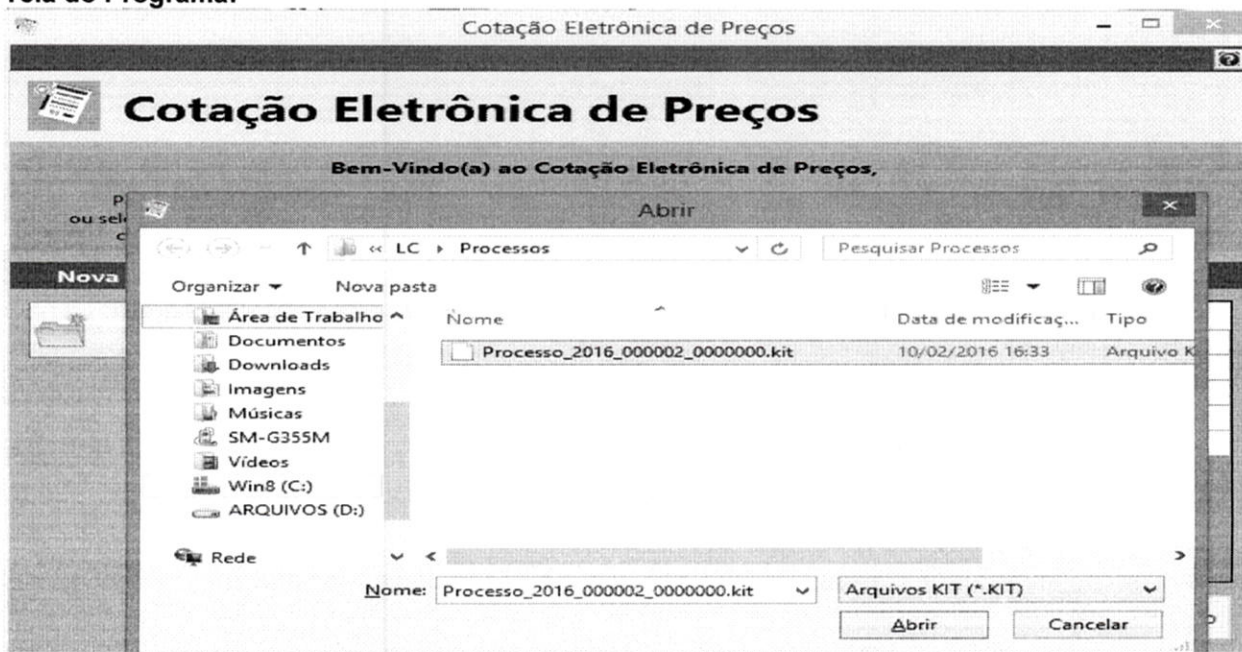 Tela do Programa:
Cotação Eletrônica de Preços
Cotação Eletrônica de Preços
Bem-Vindo(a) ao Cotação Eletrônica de Preços,
P
ou sel
c
Nova
Abrir
« LC ▸ Processos
Pesquisar Processos
Organizar
Nova pasta
Área de Trabalho
Documentos
Downloads
Imagens
Músicas
SM-G355M
Vídeos
Win8 (C:)
ARQUIVOS (D:)
Rede
Nome
Data de modificaç...
Tipo
Processo_2016_000002_0000000.kit
10/02/2016 16:33
Arquivo K
Nome:
Processo_2016_000002_0000000.kit
Arquivos KIT (*.KIT)
Abrir
Cancelar